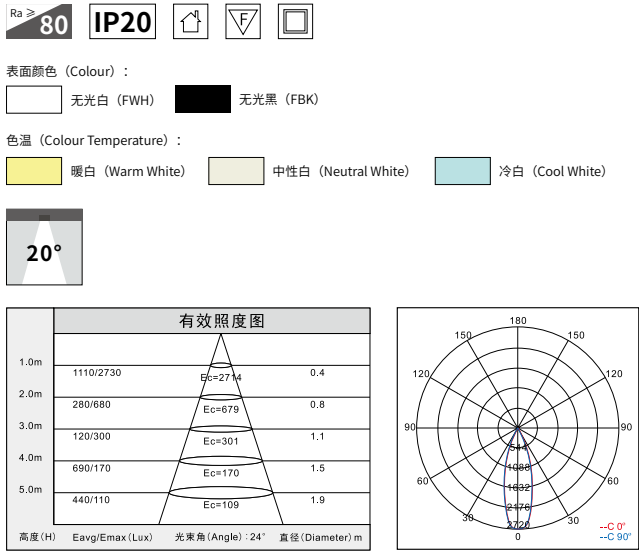 Ra ≥ 80 IP20 F
表面颜色（Colour）:
无光白（FWH） 无光黑（FBK）
色温（Colour Temperature）:
暖白（Warm White） 中性白（Neutral White） 冷白（Cool White）
20°
有效照度图
1.0m
1110/2730 Ec=2714 0.4
2.0m
280/680 Ec=679 0.8
3.0m
120/300 Ec=301 1.1
4.0m
690/170 Ec=170 1.5
5.0m
440/110 Ec=109 1.9
高度(H) Eavg/Emax(Lux) 光束角(Angle):24° 直径(Diameter) m
180
150 150
120 120
90 90
544
1088
60 60
1632
2176
30 30
2720
--C 0°
0
--C 90°